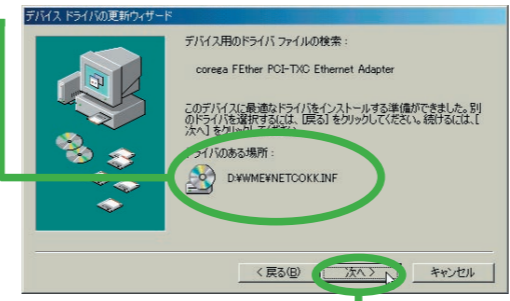 デバイス ドライバの更新ウィザード
デバイス用のドライバ ファイルの検索：
corega FEther PCI-TXC Ethernet Adapter
このデバイスに最適なドライバをインストールする準備ができました。別
のドライバを選択するには、[戻る] をクリックしてください。続けるには、[
次へ] をクリックしてください。
ドライバのある場所：
D:¥WME¥NETCOKK.INF
< 戻る(B)
次へ >
キャンセル